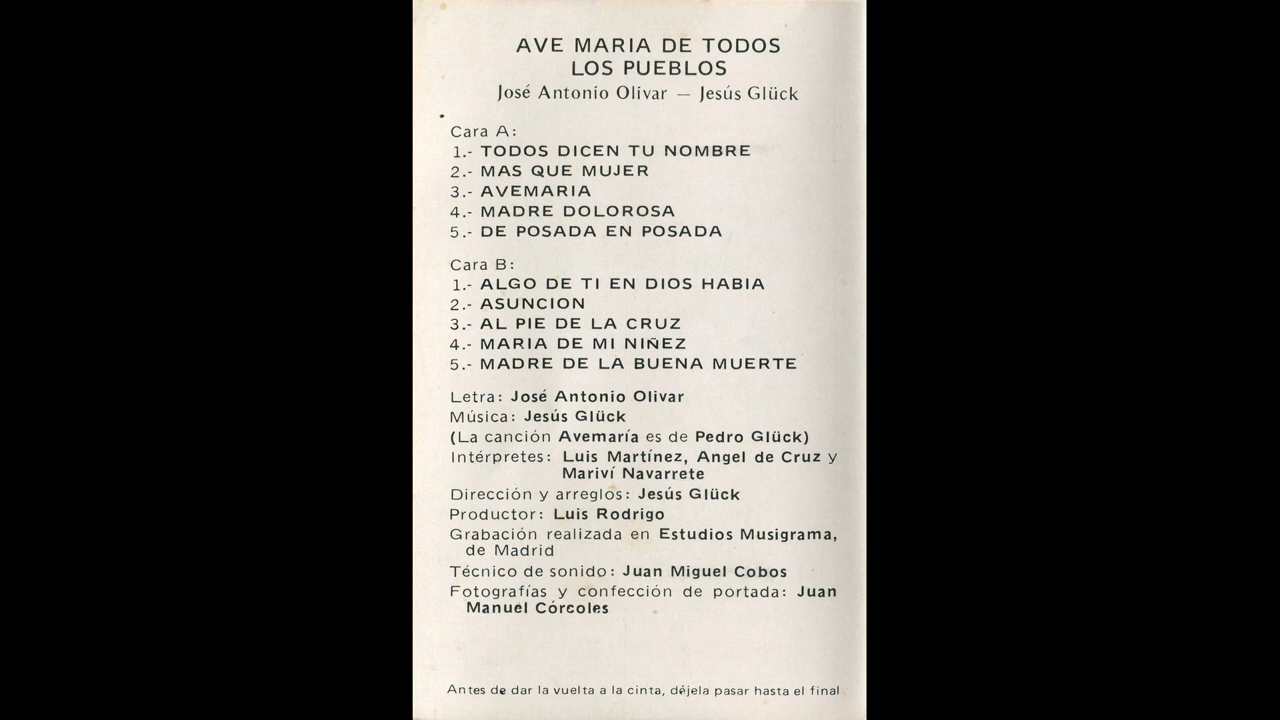 AVE MARIA DE TODOS
LOS PUEBLOS
José Antonio Olivar — Jesús Glück
Cara A:
1.- TODOS DICEN TU NOMBRE
2.- MAS QUE MUJER
3.- AVEMARIA
4.- MADRE DOLOROSA
5.- DE POSADA EN POSADA
Cara B:
1.- ALGO DE TI EN DIOS HABIA
2.- ASUNCION
3.- AL PIE DE LA CRUZ
4.- MARIA DE MI NIÑEZ
5.- MADRE DE LA BUENA MUERTE
Letra: José Antonio Olivar
Música: Jesús Glück
(La canción Avemaría es de Pedro Glück)
Intérpretes: Luis Martínez, Angel de Cruz y
Mariví Navarrete
Dirección y arreglos: Jesús Glück
Productor: Luis Rodrigo
Grabación realizada en Estudios Musigrama,
de Madrid
Técnico de sonido: Juan Miguel Cobos
Fotografías y confección de portada: Juan
Manuel Córcoles
Antes de dar la vuelta a la cinta, déjela pasar hasta el final